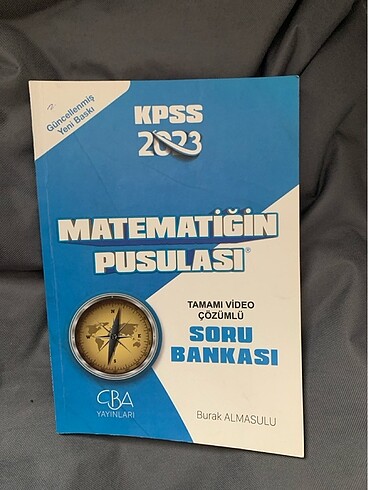 Güncellenmiş
Yeni Baskı
KPSS
2023
MATEMATİĞİN
PUSULASI®
TAMAMI VİDEO
ÇÖZÜMLÜ
SORU
BANKASI
CBA
YAYINLARI
Burak ALMASULU